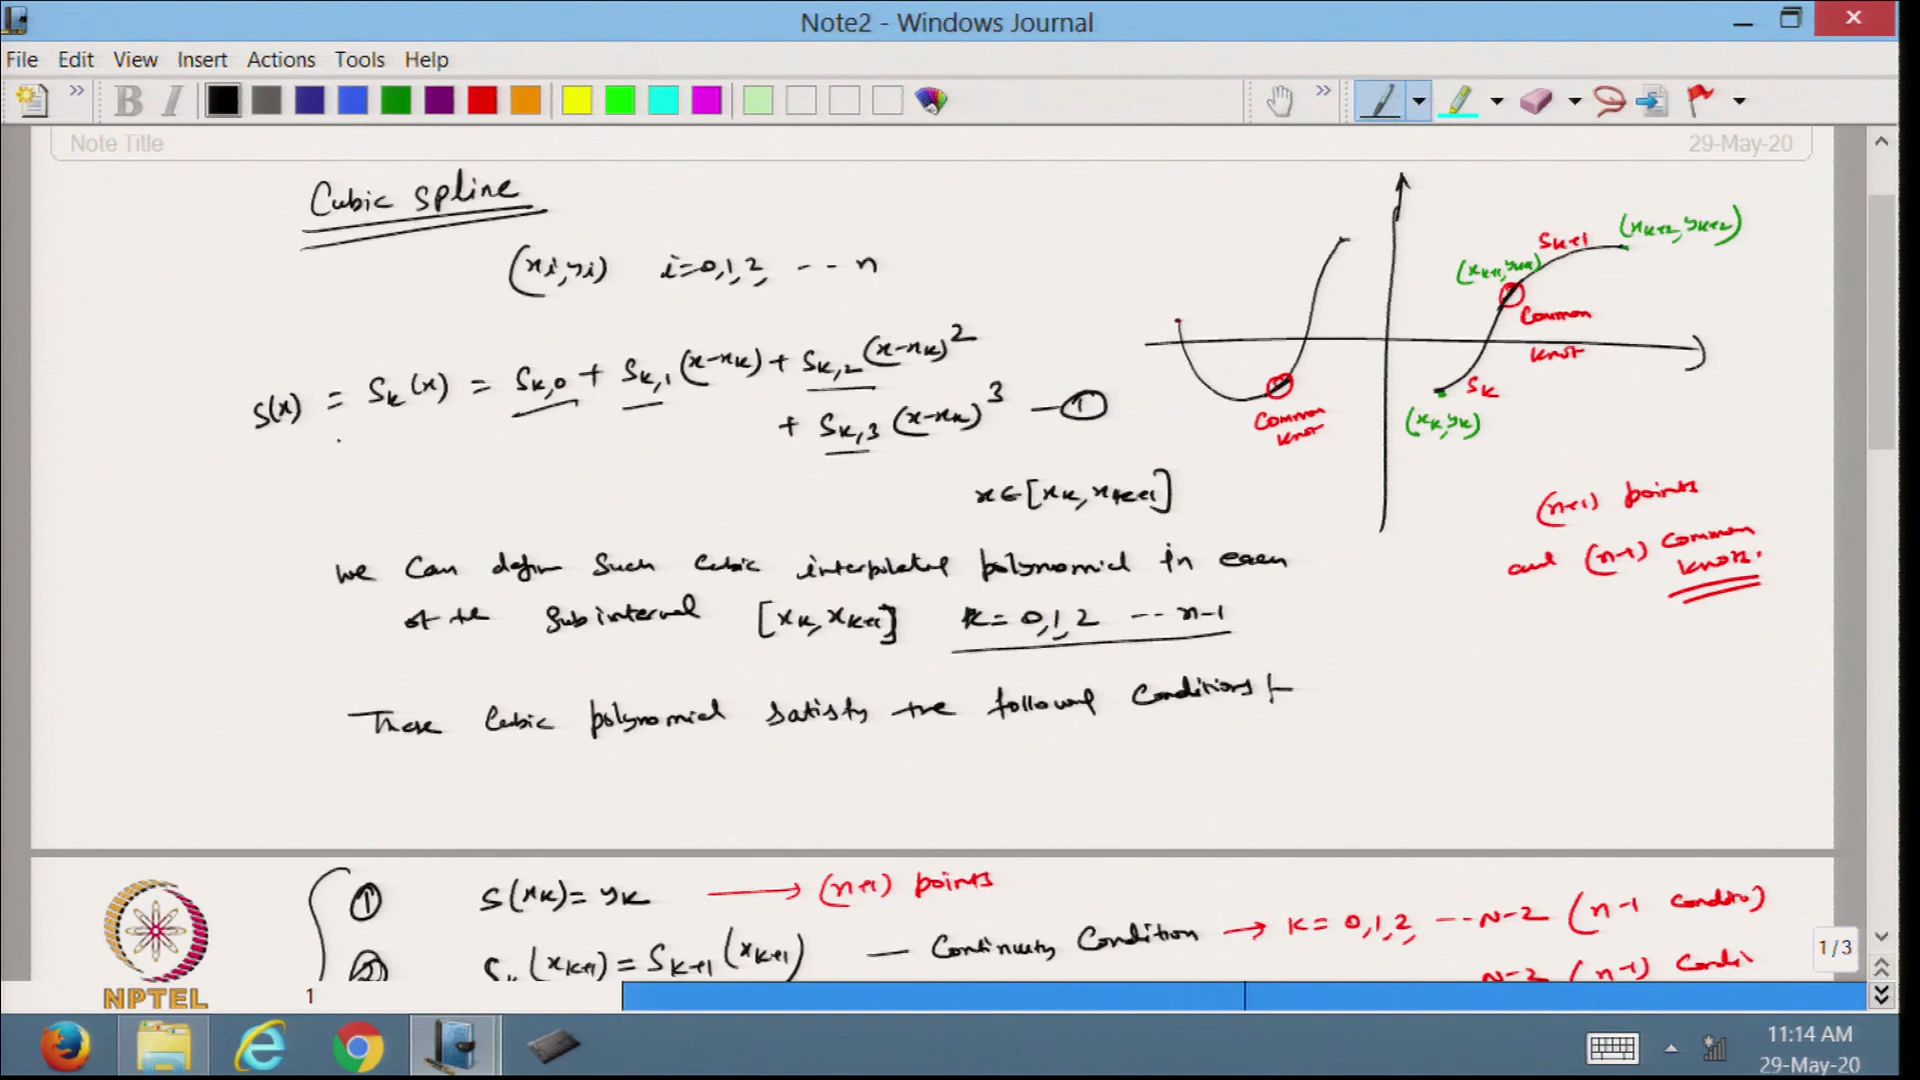 Note2 - Windows Journal
File Edit View Insert Actions Tools Help
B I
Note Title
29-May-20
Cubic spline
(xi, yi) i=0,1,2, -- n
S(x) = Sk(x) = Sk,0 + Sk,1 (x-xk) + Sk,2 (x-xk)^2
+ Sk,3 (x-xk)^3 — ①
x∈[xk, xk+1]
(xk+2, yk+2)
Sk+1
(xk+1, yk+1)
Common
knot
Sk
(xk, yk)
Common
knot
(n+1) points
and (n-1) Common
knots.
We Can define Such Cubic interpolating polynomial in each
of the Subinterval [xk, xk+1] k = 0,1,2 -- n-1
These Cubic polynomial satisfy the following Conditions :-
① S(xk) = yk → (n+1) points
② (xk+1) = Sk+1 (xk+1) — Continuity Condition → k = 0,1,2, -- n-2 (n-1 conditio)
n-2 (n-1) Condi
1/3
NPTEL
1
11:14 AM
29-May-20